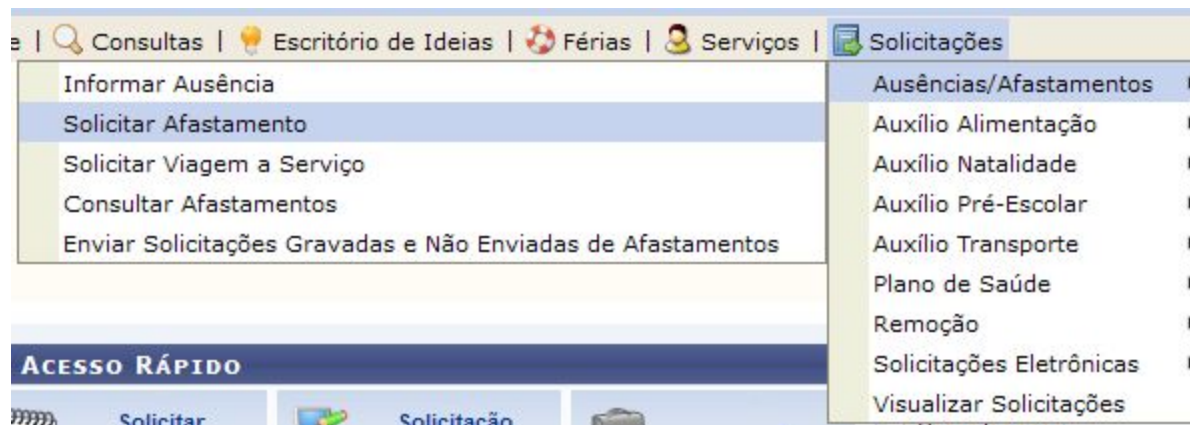 e | Consultas | Escritório de Ideias | Férias | Serviços | Solicitações
Informar Ausência
Solicitar Afastamento
Solicitar Viagem a Serviço
Consultar Afastamentos
Enviar Solicitações Gravadas e Não Enviadas de Afastamentos
Ausências/Afastamentos
Auxílio Alimentação
Auxílio Natalidade
Auxílio Pré-Escolar
Auxílio Transporte
Plano de Saúde
Remoção
Solicitações Eletrônicas
Visualizar Solicitações
ACESSO RÁPIDO
Solicitar
Solicitação